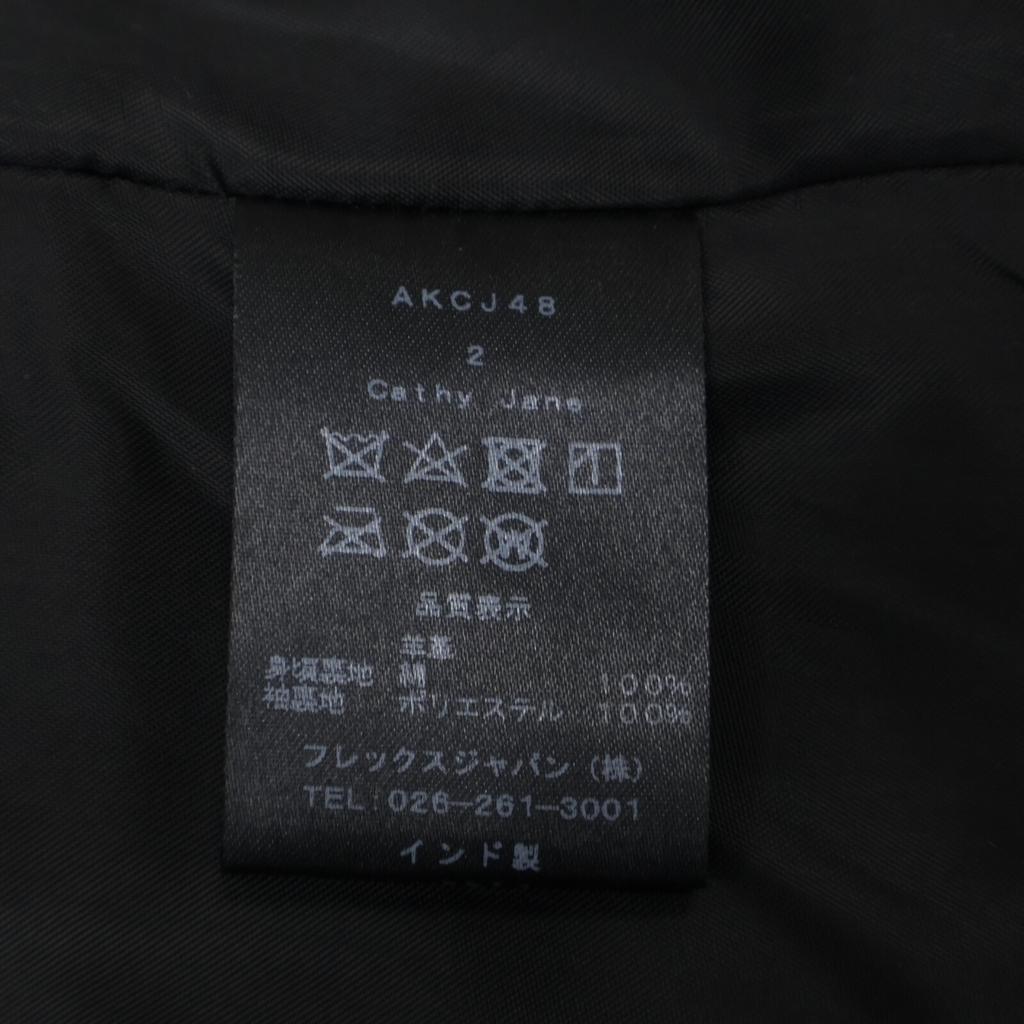 AKCJ48
2
Cathy Jane
品質表示
羊革
身頃裏地 綿 100%
袖裏地 ポリエステル 100%
フレックスジャパン（株）
TEL:026-261-3001
インド製